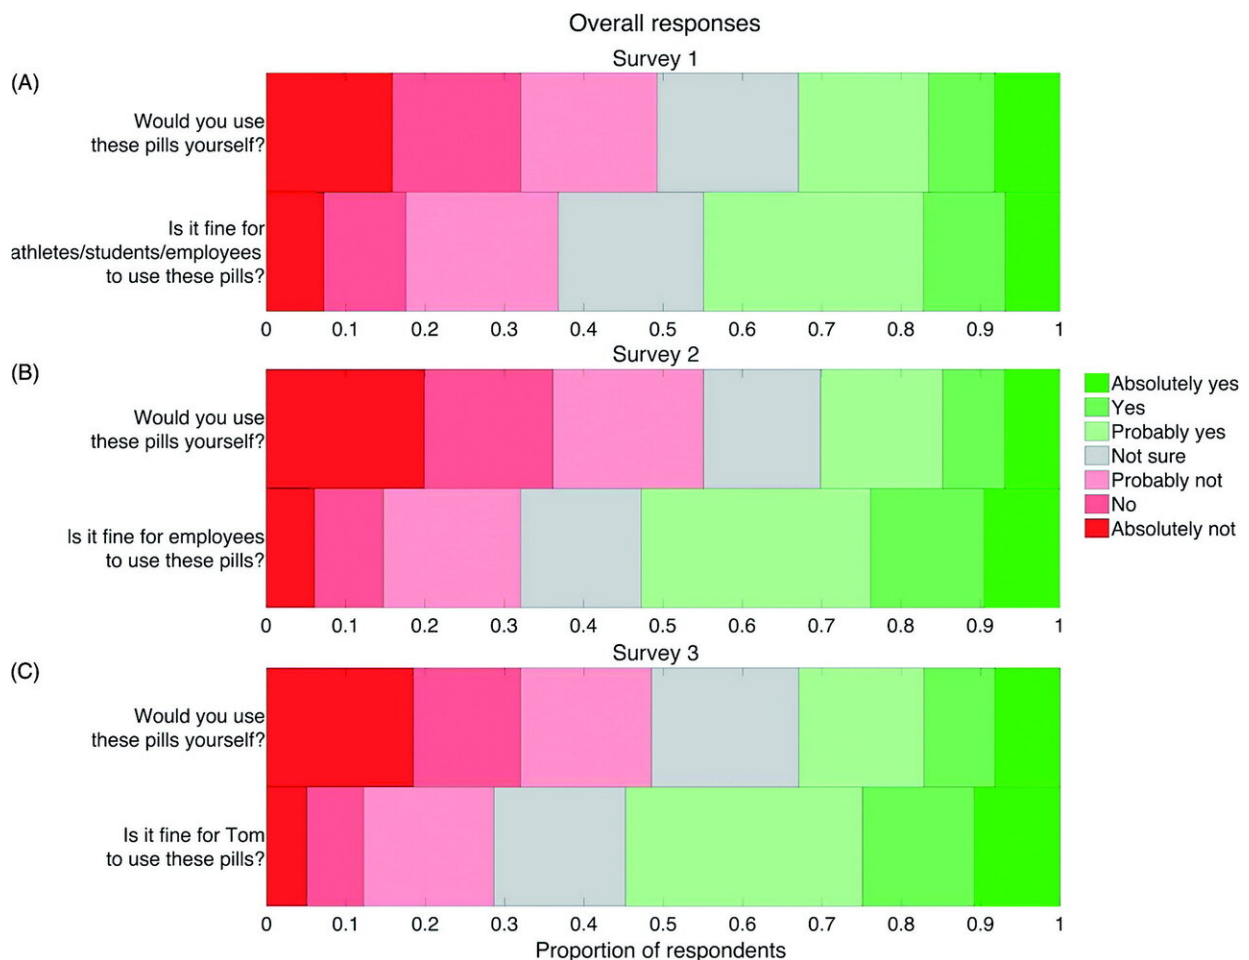 Overall responses
Survey 1
(A)
Would you use
these pills yourself?
Is it fine for
athletes/students/employees
to use these pills?
0 0.1 0.2 0.3 0.4 0.5 0.6 0.7 0.8 0.9 1
Survey 2
(B)
Would you use
these pills yourself?
Is it fine for employees
to use these pills?
0 0.1 0.2 0.3 0.4 0.5 0.6 0.7 0.8 0.9 1
Absolutely yes
Yes
Probably yes
Not sure
Probably not
No
Absolutely not
Survey 3
(C)
Would you use
these pills yourself?
Is it fine for Tom
to use these pills?
0 0.1 0.2 0.3 0.4 0.5 0.6 0.7 0.8 0.9 1
Proportion of respondents